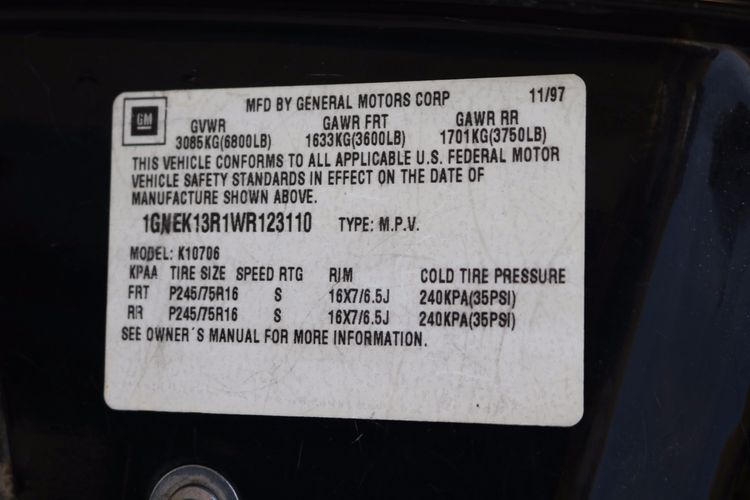 MFD BY GENERAL MOTORS CORP 11/97
GM
GVWR GAWR FRT GAWR RR
3085KG(6800LB) 1633KG(3600LB) 1701KG(3750LB)
THIS VEHICLE CONFORMS TO ALL APPLICABLE U.S. FEDERAL MOTOR
VEHICLE SAFETY STANDARDS IN EFFECT ON THE DATE OF
MANUFACTURE SHOWN ABOVE.
1GNEK13R1WR123110 TYPE: M.P.V.
MODEL: K10706
KPAA TIRE SIZE SPEED RTG RIM COLD TIRE PRESSURE
FRT P245/75R16 S 16X7/6.5J 240KPA(35PSI)
RR P245/75R16 S 16X7/6.5J 240KPA(35PSI)
SEE OWNER´S MANUAL FOR MORE INFORMATION.